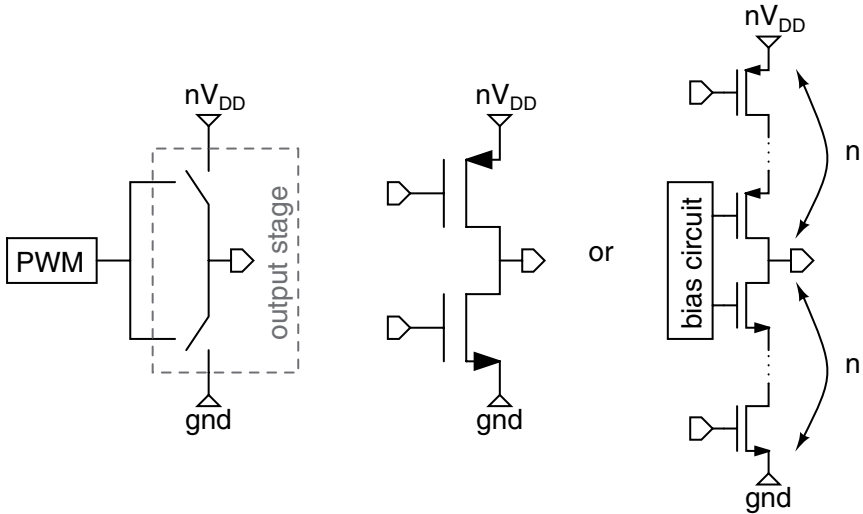 nV_DD
PWM
output stage
gnd
nV_DD
gnd
or
nV_DD
n
bias circuit
n
gnd